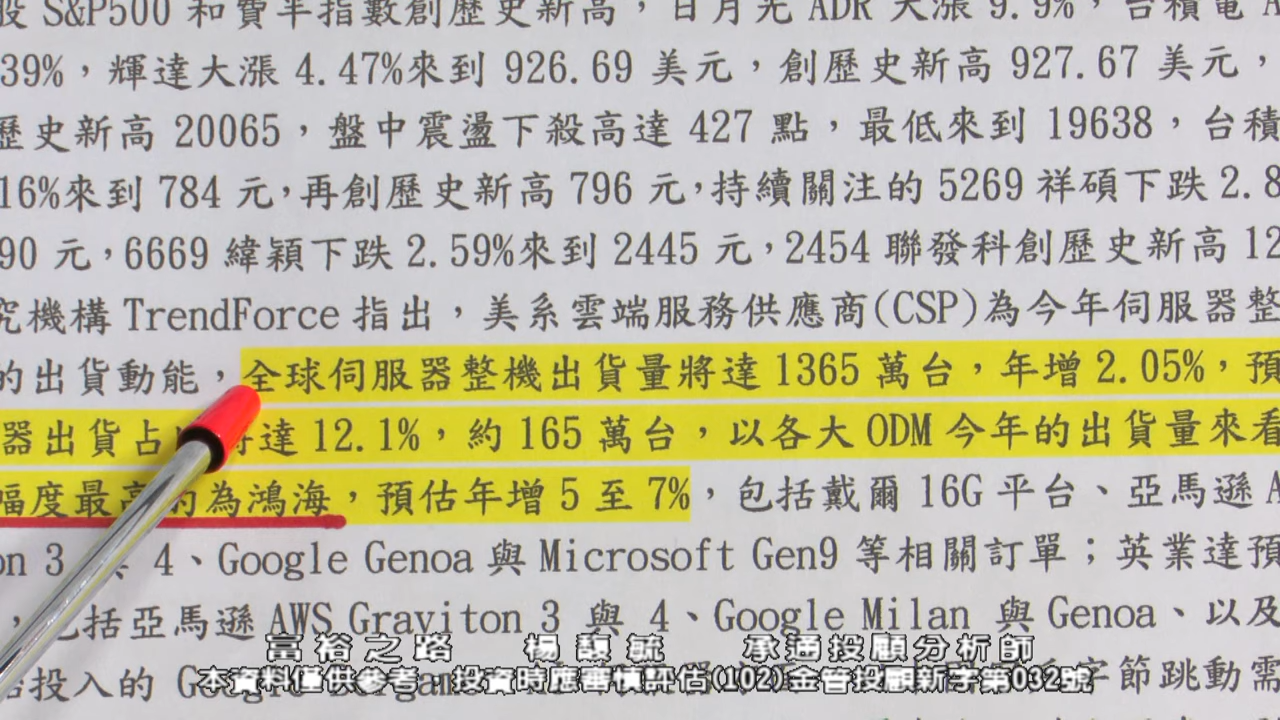 股 S&P500 和費半指數創歷史新高，日月光 ADR 大漲 9.9%，台積電 A
39%，輝達大漲 4.47%來到 926.69 美元，創歷史新高 927.67 美元，
歷史新高 20065，盤中震盪下殺高達 427 點，最低來到 19638，台積
16%來到 784 元，再創歷史新高 796 元，持續關注的 5269 祥碩下跌 2.8
90 元，6669 緯穎下跌 2.59%來到 2445 元，2454 聯發科創歷史新高 12
究機構 TrendForce 指出，美系雲端服務供應商(CSP)為今年伺服器整
的出貨動能，全球伺服器整機出貨量將達 1365 萬台，年增 2.05%，預
器出貨占 將達 12.1%，約 165 萬台，以各大 ODM 今年的出貨量來看
幅度最高的為鴻海，預估年增 5 至 7%，包括戴爾 16G 平台、亞馬遜 A
on 3 與 4、Google Genoa 與 Microsoft Gen9 等相關訂單；英業達預
，包括亞馬遜 AWS Graviton 3 與 4、Google Milan 與 Genoa、以及
投入的 字節跳動需
富裕之路 楊馥毓 承通投顧分析師
本資料僅供參考，投資時應審慎評估(102)金管投顧新字第032號